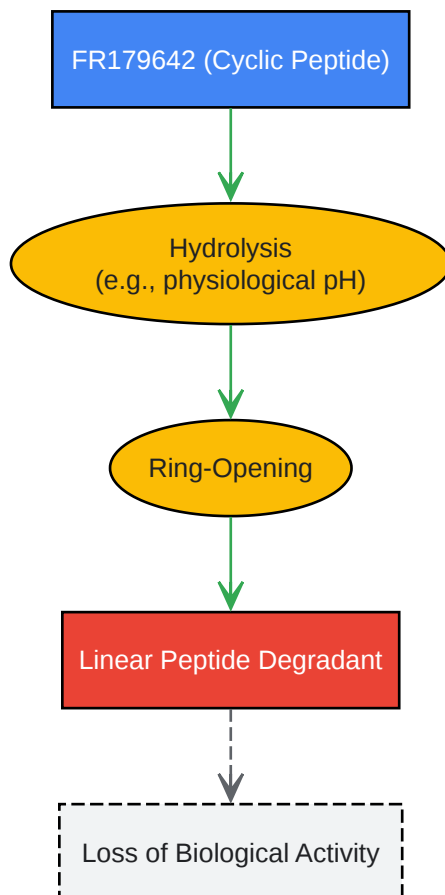 FR179642 (Cyclic Peptide)
Hydrolysis
(e.g., physiological pH)
Ring-Opening
Linear Peptide Degradant
Loss of Biological Activity